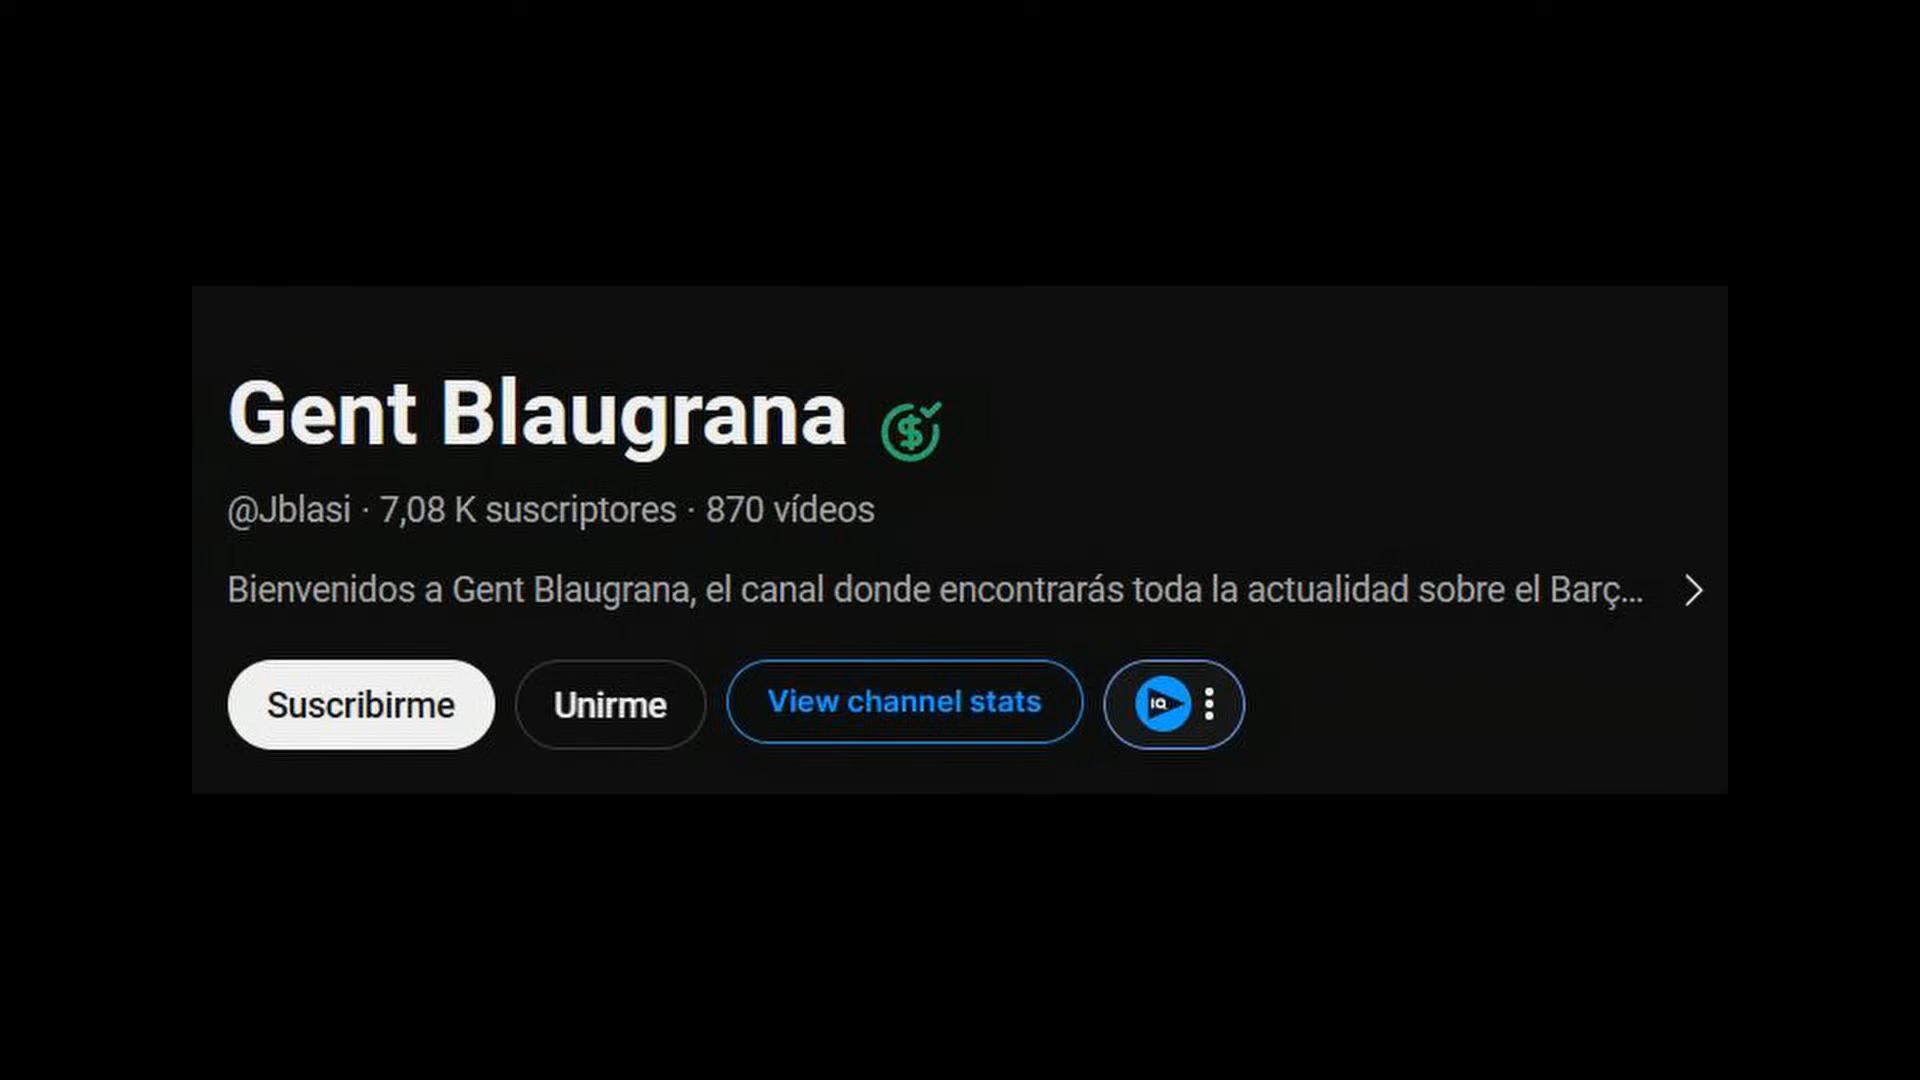 Gent Blaugrana
@Jblasi · 7,08 K suscriptores · 870 vídeos
Bienvenidos a Gent Blaugrana, el canal donde encontrarás toda la actualidad sobre el Barç...
Suscribirme Unirme View channel stats IQ